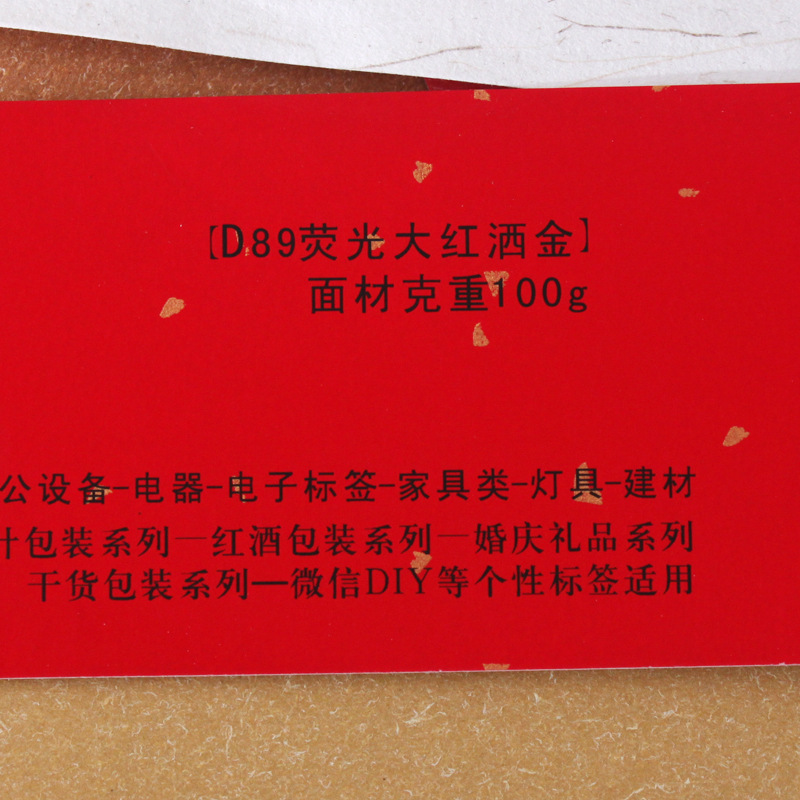 [D89荧光大红洒金]
面材克重100g
公设备-电器-电子标签-家具类-灯具-建材
计包装系列—红酒包装系列—婚庆礼品系列
干货包装系列—微信DIY等个性标签适用